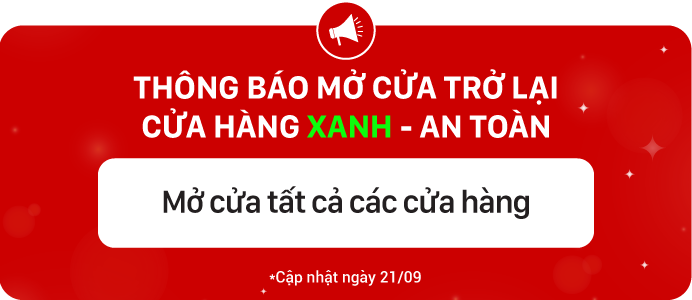 THÔNG BÁO MỞ CỬA TRỞ LẠI
CỬA HÀNG XANH - AN TOÀN
Mở cửa tất cả các cửa hàng
*Cập nhật ngày 21/09